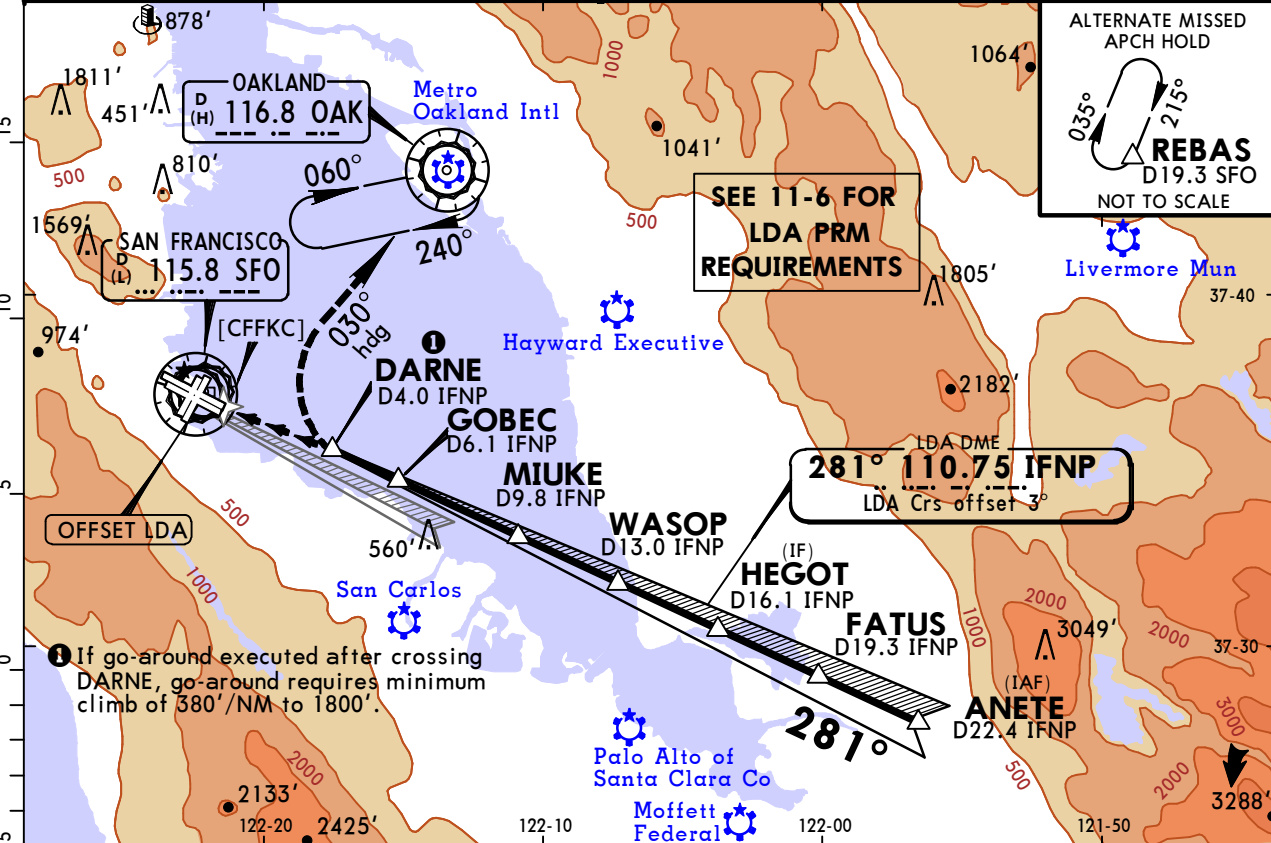 878'
1811'
451'
OAKLAND
D
(H) 116.8 OAK
Metro
Oakland Intl
1000
1064'
ALTERNATE MISSED
APCH HOLD
035°
215°
REBAS
D19.3 SFO
NOT TO SCALE
15
500
810'
060°
1041'
SEE 11-6 FOR
LDA PRM
REQUIREMENTS
500
1569'
SAN FRANCISCO
D
(L) 115.8 SFO
240°
1805'
Livermore Mun
37-40
10
974'
[CFFKC]
030°
hdg
1
Hayward Executive
DARNE
D4.0 IFNP
2182'
GOBEC
D6.1 IFNP
LDA DME
281° 110.75 IFNP
LDA Crs offset 3°
MIUKE
D9.8 IFNP
5
500
OFFSET LDA
560'
WASOP
D13.0 IFNP
(IF)
HEGOT
D16.1 IFNP
1000
San Carlos
FATUS
D19.3 IFNP
1000
2000
3049'
2000
37-30
0
1 If go-around executed after crossing
DARNE, go-around requires minimum
climb of 380'/NM to 1800'.
(IAF)
ANETE
D22.4 IFNP
281°
3000
Palo Alto of
Santa Clara Co
2000
500
2000
2133'
3288'
Moffett
Federal
122-20
2425'
122-10
122-00
121-50
5